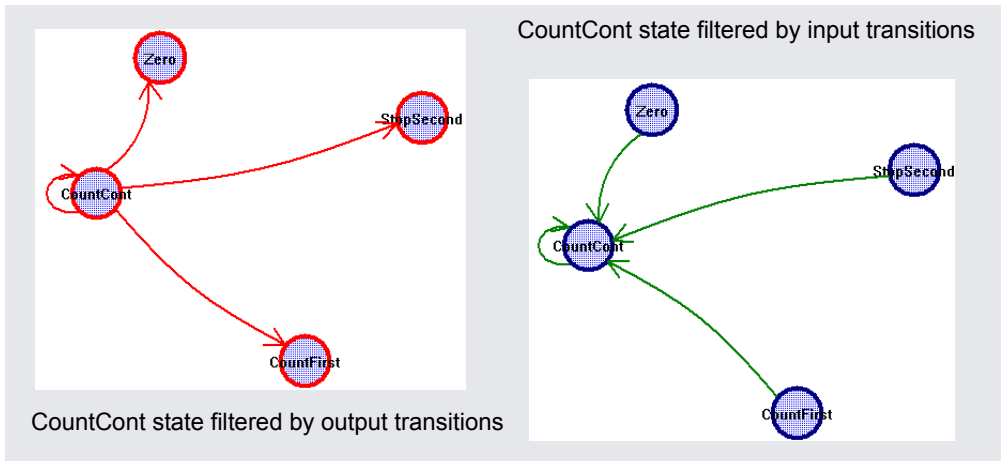 CountCont state filtered by input transitions
Zero
StopSecond
CountCont
CountFirst
CountCont state filtered by output transitions
Zero
StopSecond
CountCont
CountFirst